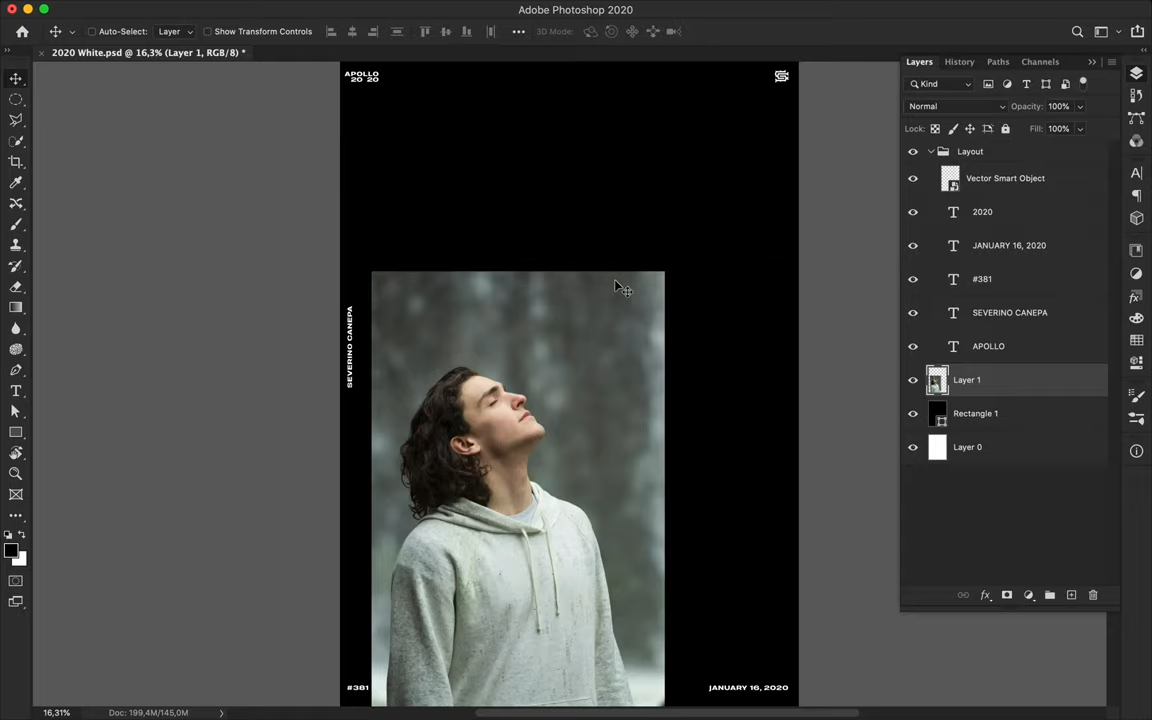 Adobe Photoshop 2020
Auto-Select: Layer Show Transform Controls 3D Mode:
2020 White.psd @ 16,3% (Layer 1, RGB/8) *
Layers History Paths Channels
Kind
Normal Opacity: 100%
Lock: Fill: 100%
Layout
Vector Smart Object
2020
JANUARY 16, 2020
#381
SEVERINO CANEPA
APOLLO
Layer 1
Rectangle 1
Layer 0
fx
APOLLO
20 20
SEVERINO CANEPA
#381
JANUARY 16, 2020
16,31% Doc: 199,4M/145,0M